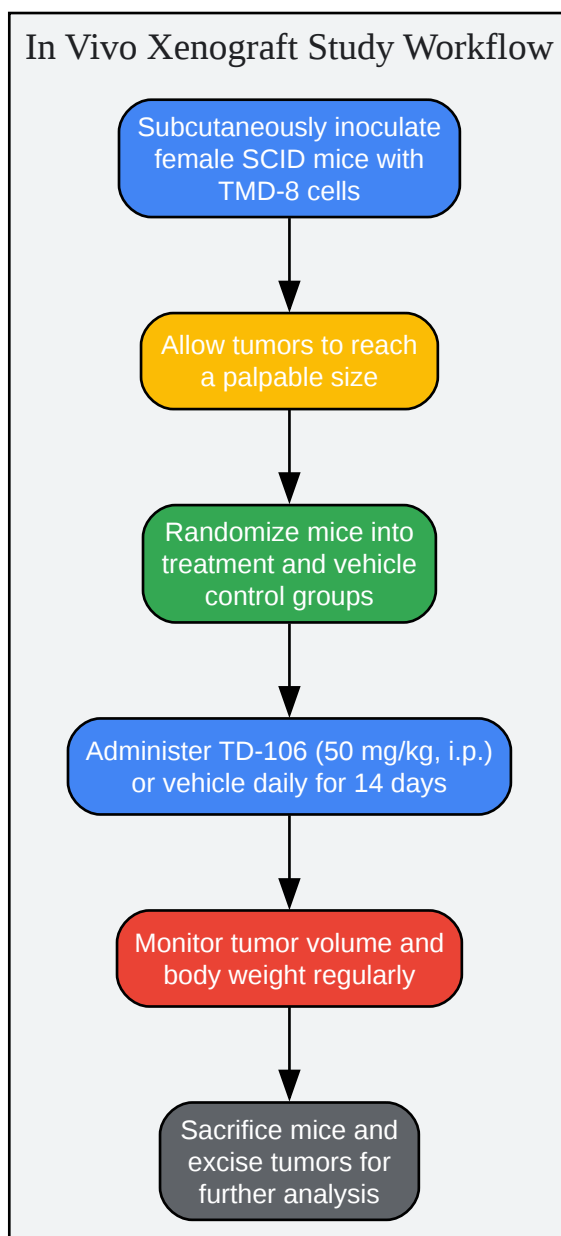 In Vivo Xenograft Study Workflow
Subcutaneously inoculate
female SCID mice with
TMD-8 cells
Allow tumors to reach
a palpable size
Randomize mice into
treatment and vehicle
control groups
Administer TD-106 (50 mg/kg, i.p.)
or vehicle daily for 14 days
Monitor tumor volume and
body weight regularly
Sacrifice mice and
excise tumors for
further analysis